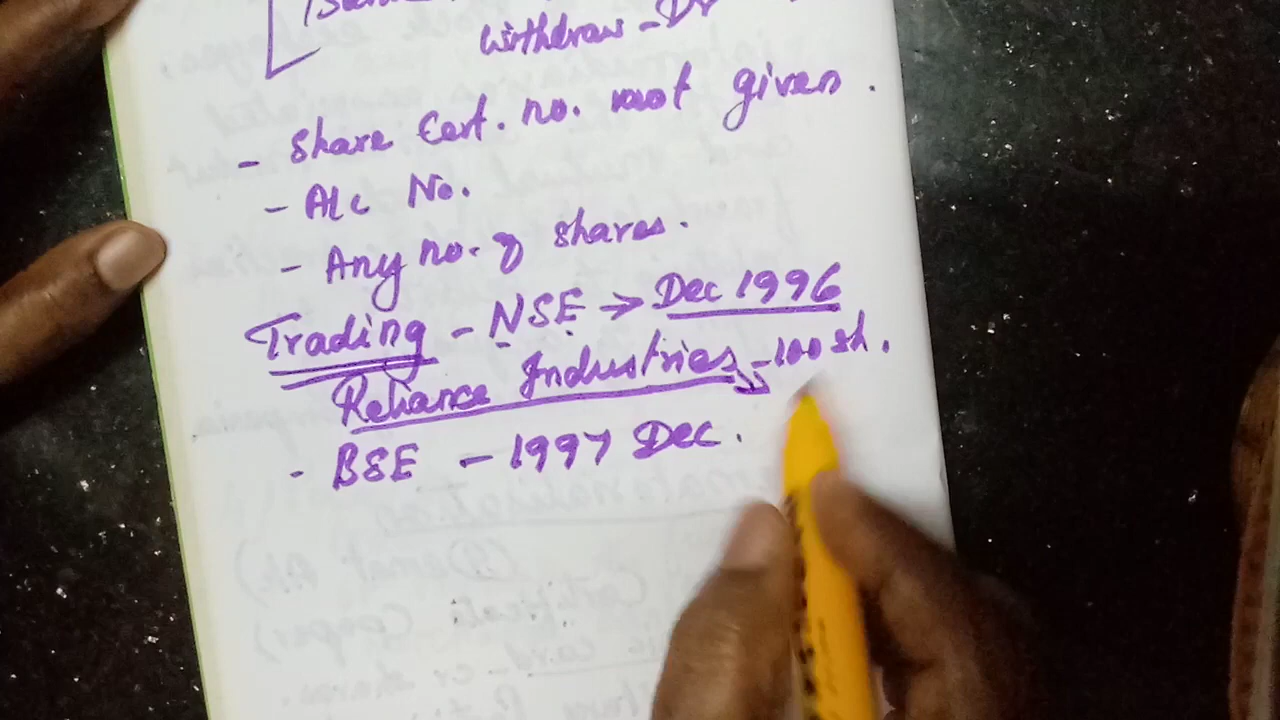 Withdraw - Dr
- Share Cert. no. not given.
- A/c No.
- Any no. of shares.
Trading - NSE → Dec 1996
Reliance Industries - 100 sh.
- BSE - 1997 Dec.